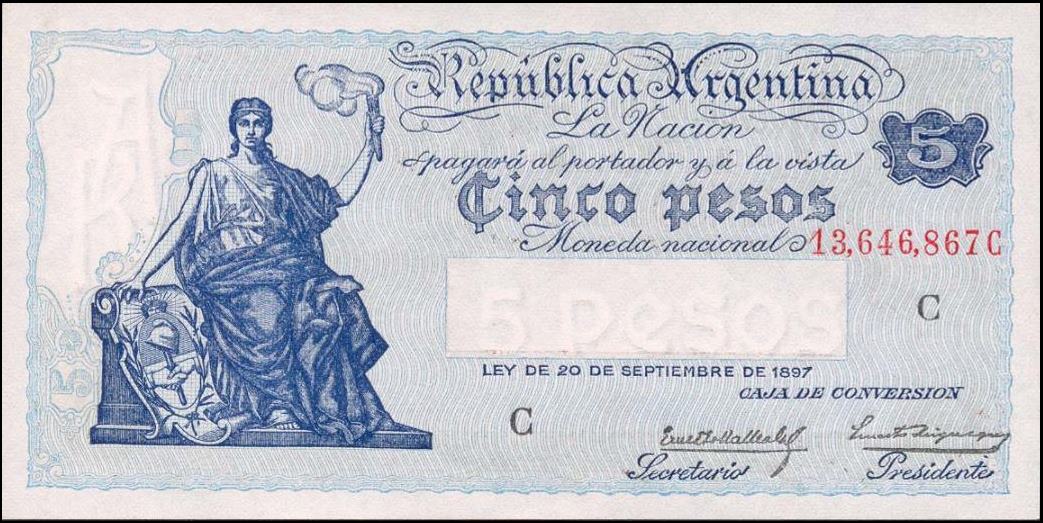 República Argentina
La Nación
pagará al portador y á la vista
5
Cinco pesos
Moneda nacional
13,646,867C
5 pesos
C
LEY DE 20 DE SEPTIEMBRE DE 1897
CAJA DE CONVERSION
C
Secretario
Presidente